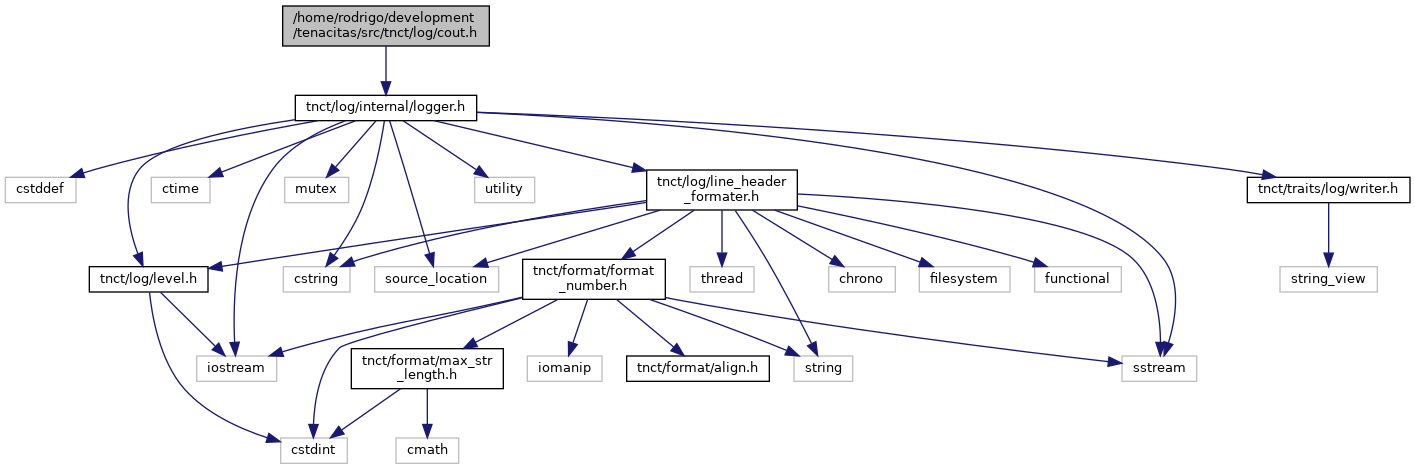 /home/rodrigo/development
/tenacitas/src/tnct/log/cout.h
tnct/log/internal/logger.h
cstddef
ctime
mutex
utility
tnct/log/line_header
_formater.h
tnct/traits/log/writer.h
tnct/log/level.h
cstring
source_location
tnct/format/format
_number.h
thread
chrono
filesystem
functional
string_view
iostream
tnct/format/max_str
_length.h
iomanip
tnct/format/align.h
string
sstream
cstdint
cmath